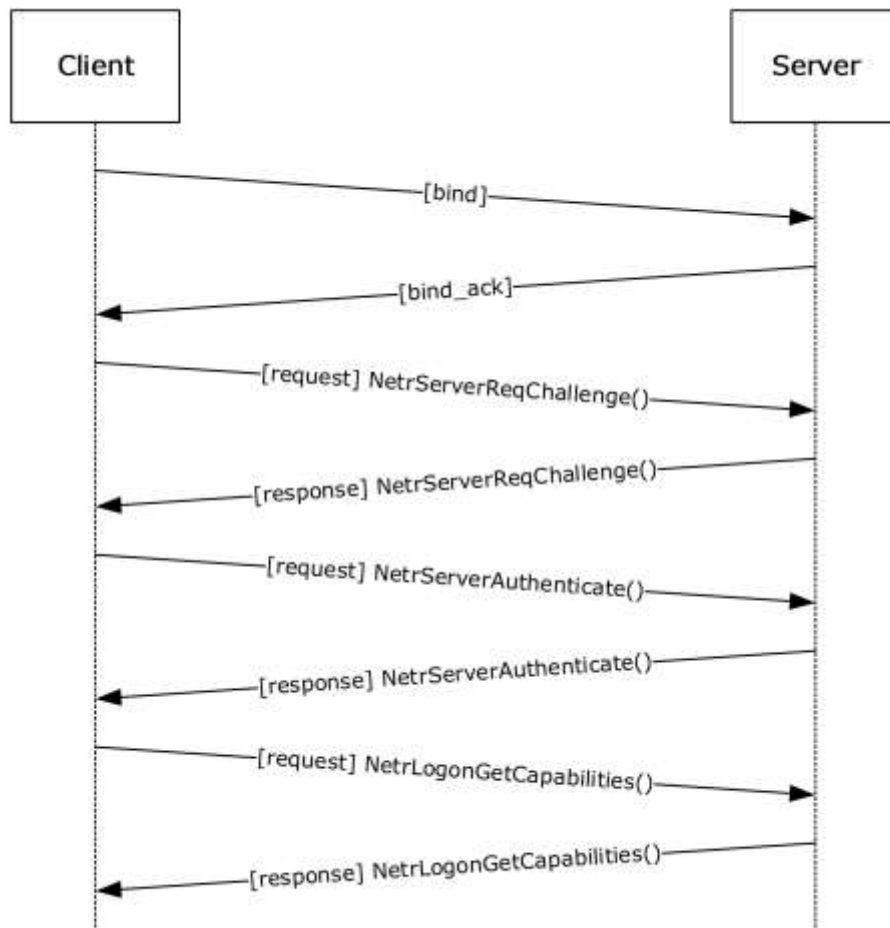 Client
Server
[bind]
[bind_ack]
[request] NetrServerReqChallenge()
[response] NetrServerReqChallenge()
[request] NetrServerAuthenticate()
[response] NetrServerAuthenticate()
[request] NetrLogonGetCapabilities()
[response] NetrLogonGetCapabilities()